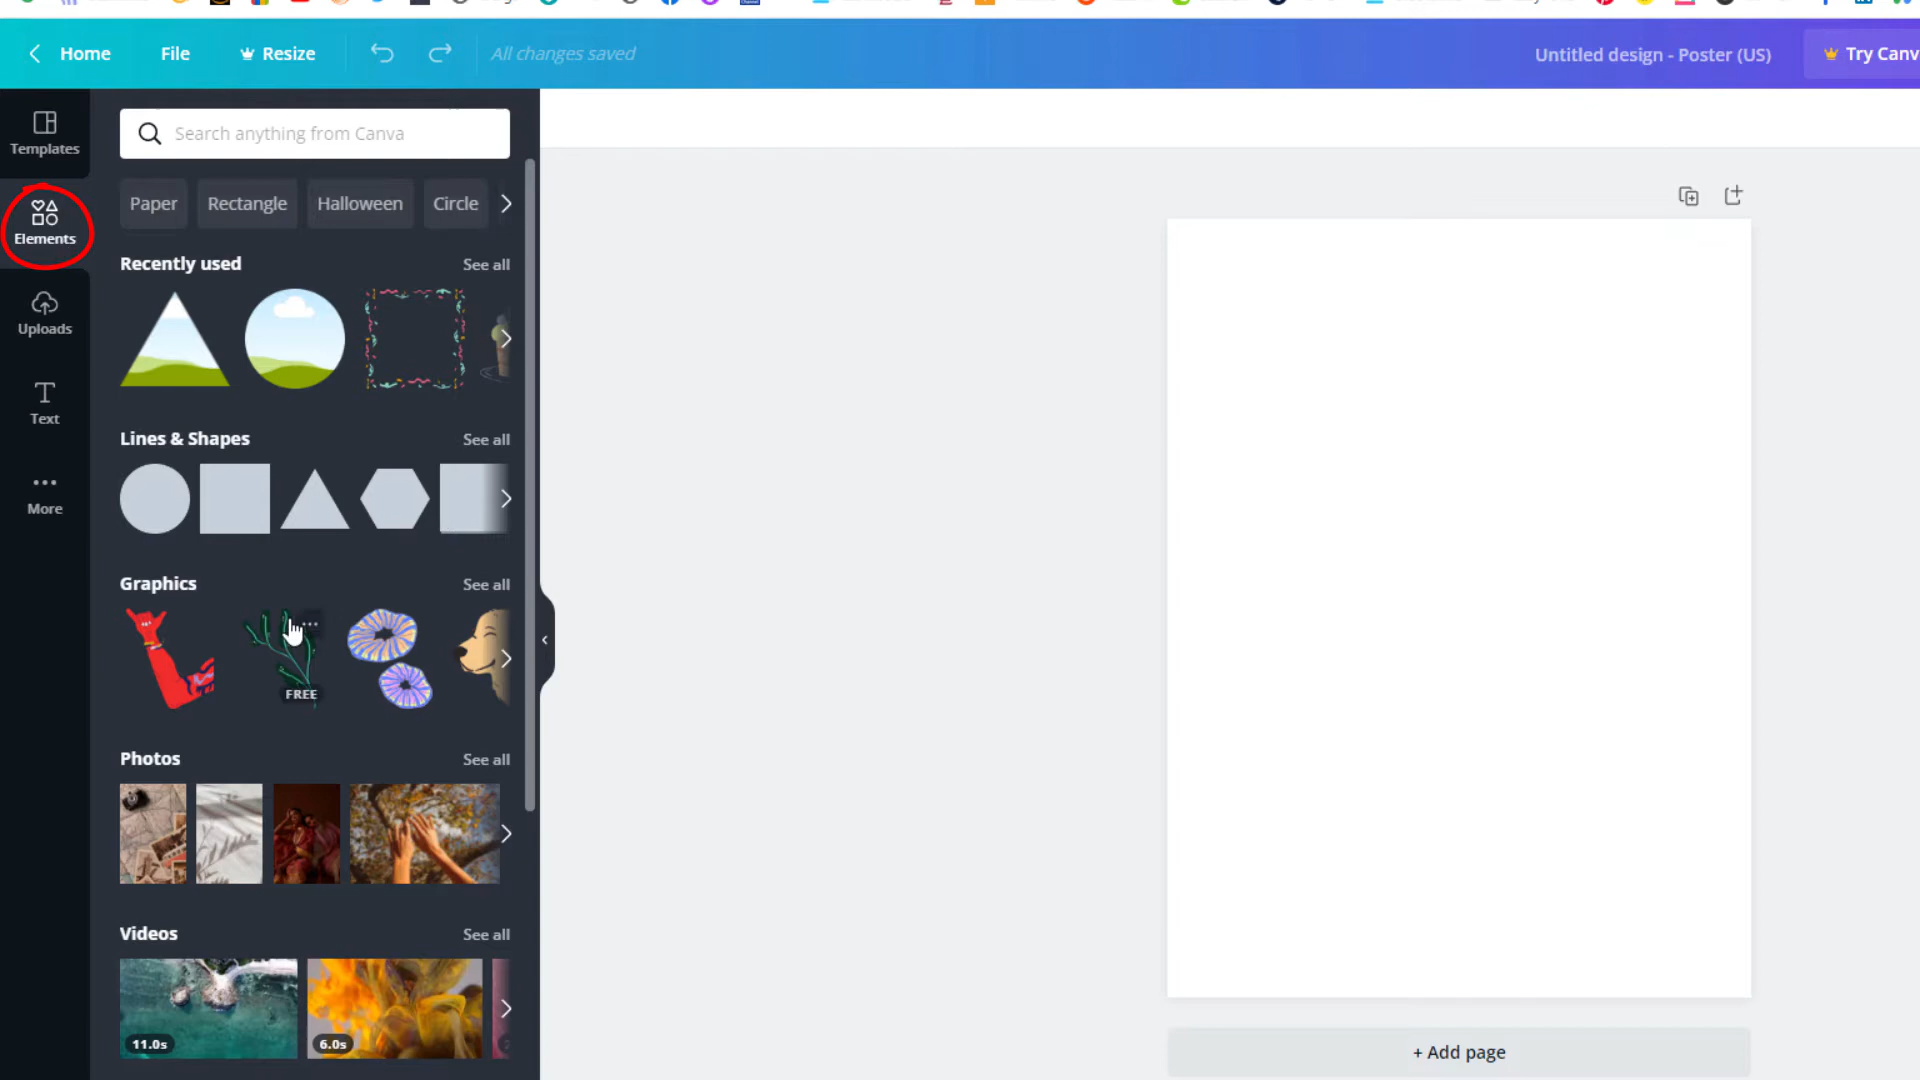 Home File Resize All changes saved Untitled design - Poster (US) Try Canv
Templates
Elements
Uploads
Text
More
Search anything from Canva
Paper Rectangle Halloween Circle
Recently used See all
Lines & Shapes See all
Graphics See all
FREE
Photos See all
Videos See all
11.0s 6.0s
+ Add page